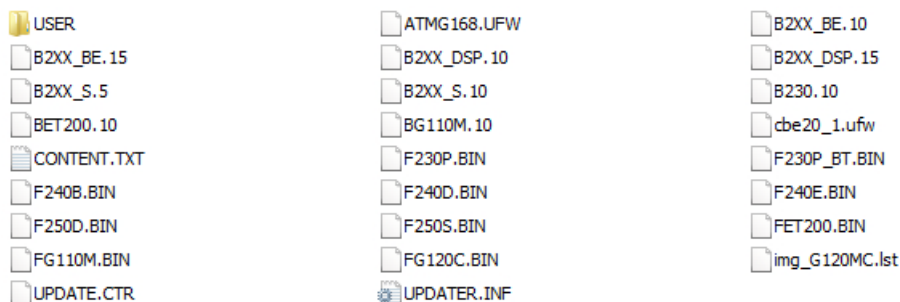 USER ATMG168.UFW B2XX_BE.10
B2XX_BE.15 B2XX_DSP.10 B2XX_DSP.15
B2XX_S.5 B2XX_S.10 B230.10
BET200.10 BG110M.10 cbe20_1.ufw
CONTENT.TXT F230P.BIN F230P_BT.BIN
F240B.BIN F240D.BIN F240E.BIN
F250D.BIN F250S.BIN FET200.BIN
FG110M.BIN FG120C.BIN img_G120MC.lst
UPDATE.CTR UPDATER.INF